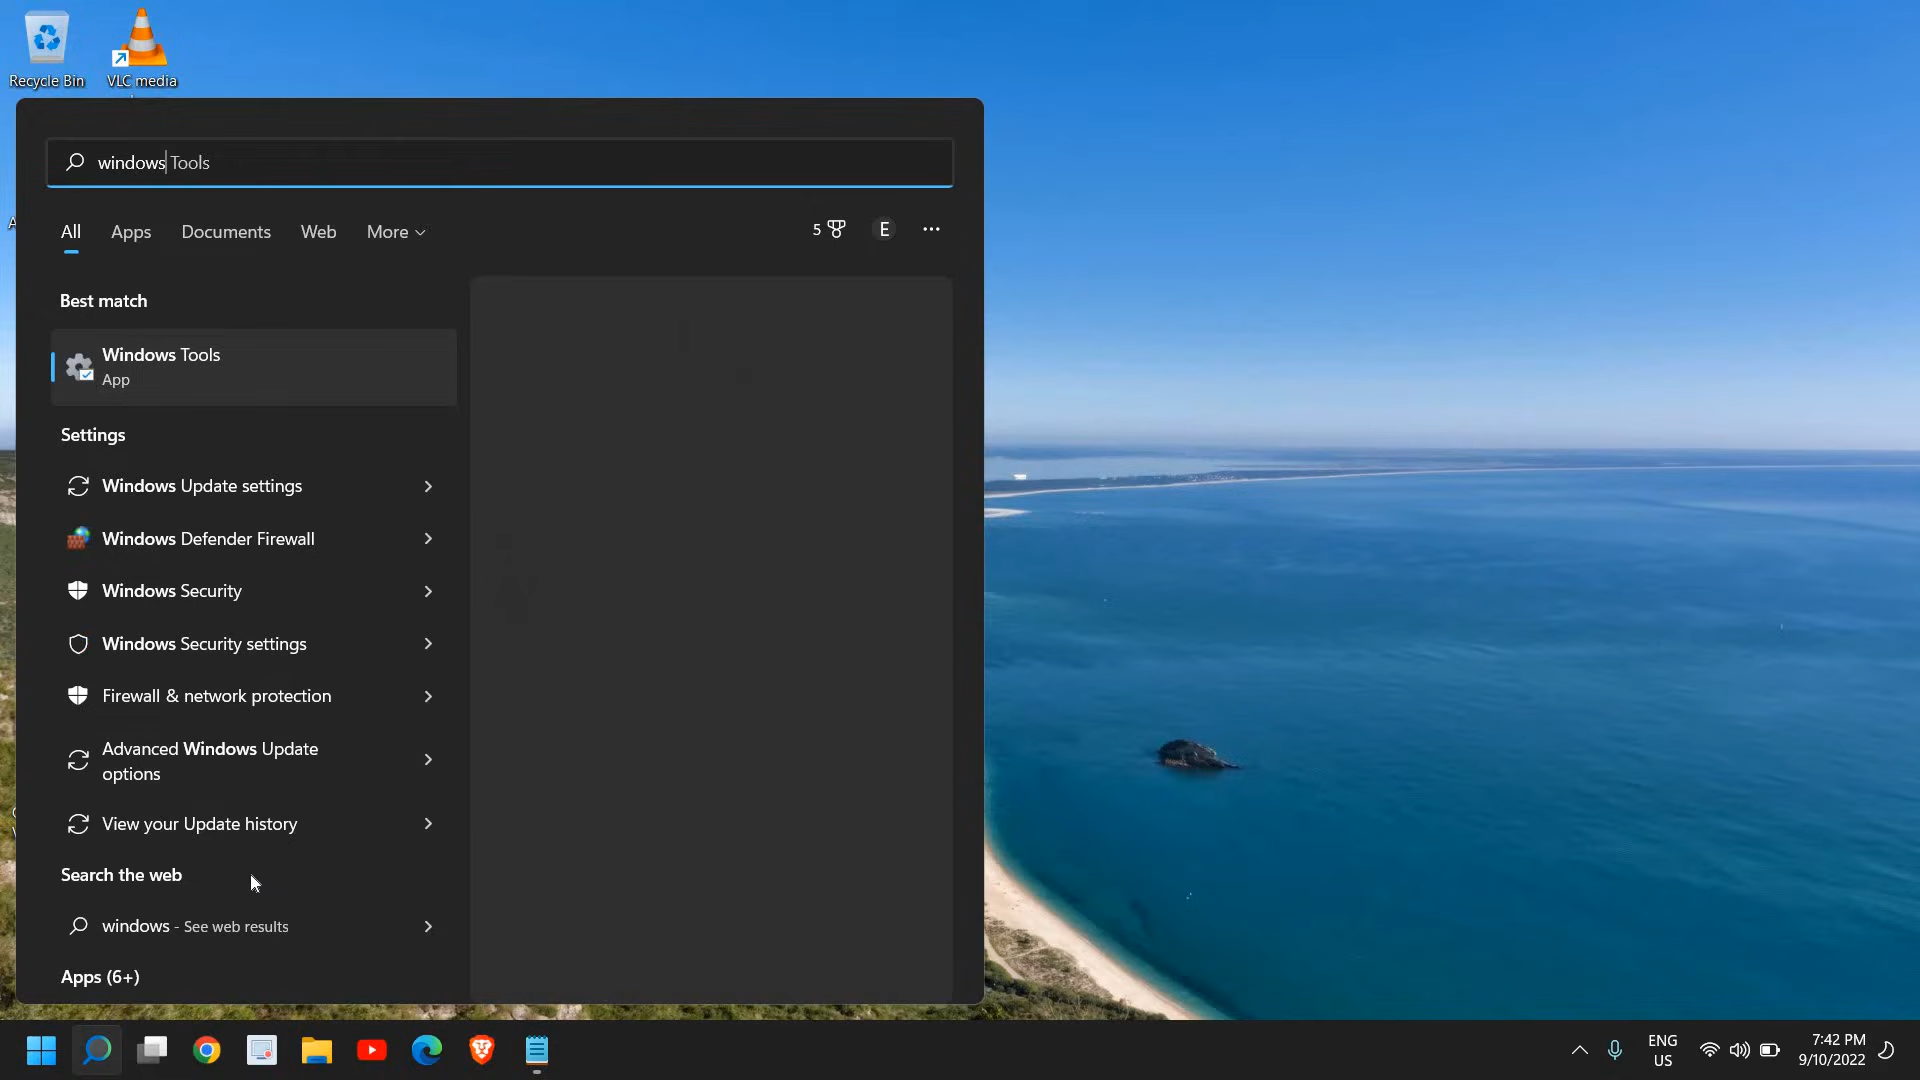 Recycle Bin
VLC media
windows Tools
All Apps Documents Web More
5 E
Best match
Windows Tools
App
Settings
Windows Update settings
Windows Defender Firewall
Windows Security
Windows Security settings
Firewall & network protection
Advanced Windows Update
options
View your Update history
Search the web
windows - See web results
Apps (6+)
ENG
US
7:42 PM
9/10/2022